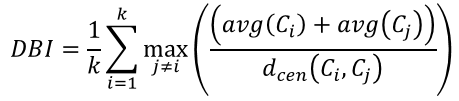 DBI = \frac{1}{k} \sum_{i=1}^{k} \max_{j \neq i} \left( \frac{\left( avg(C_i) + avg(C_j) \right)}{d_{cen}(C_i, C_j)} \right)